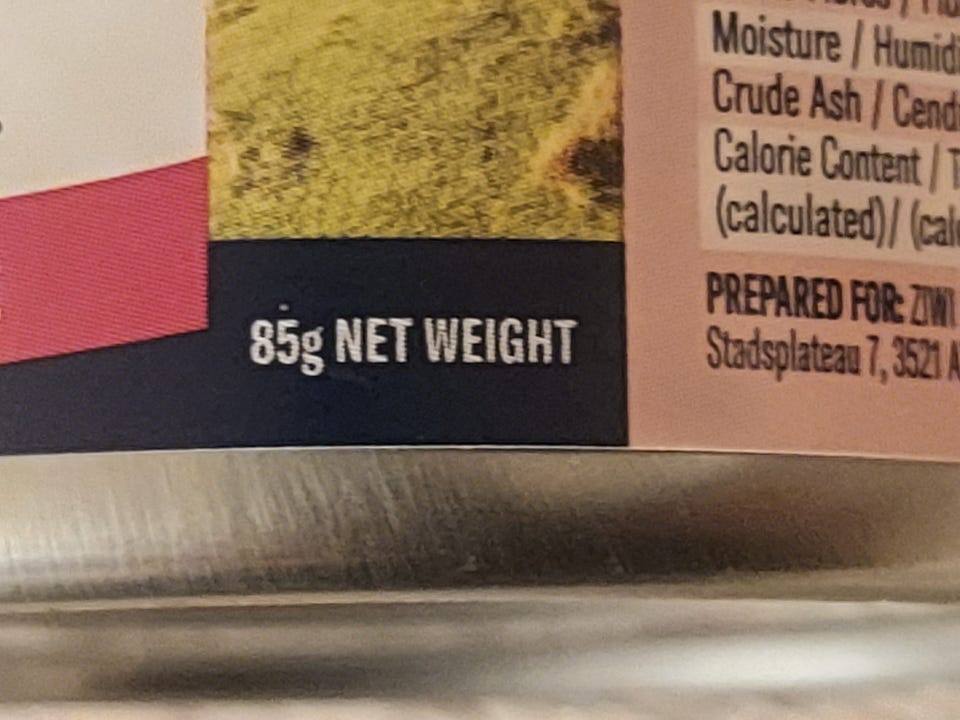 85g NET WEIGHT
Moisture / Humidi
Crude Ash / Cend
Calorie Content /
(calculated)/ (calc
PREPARED FOR: ZIWI
Stadsplateau 7, 3521 A